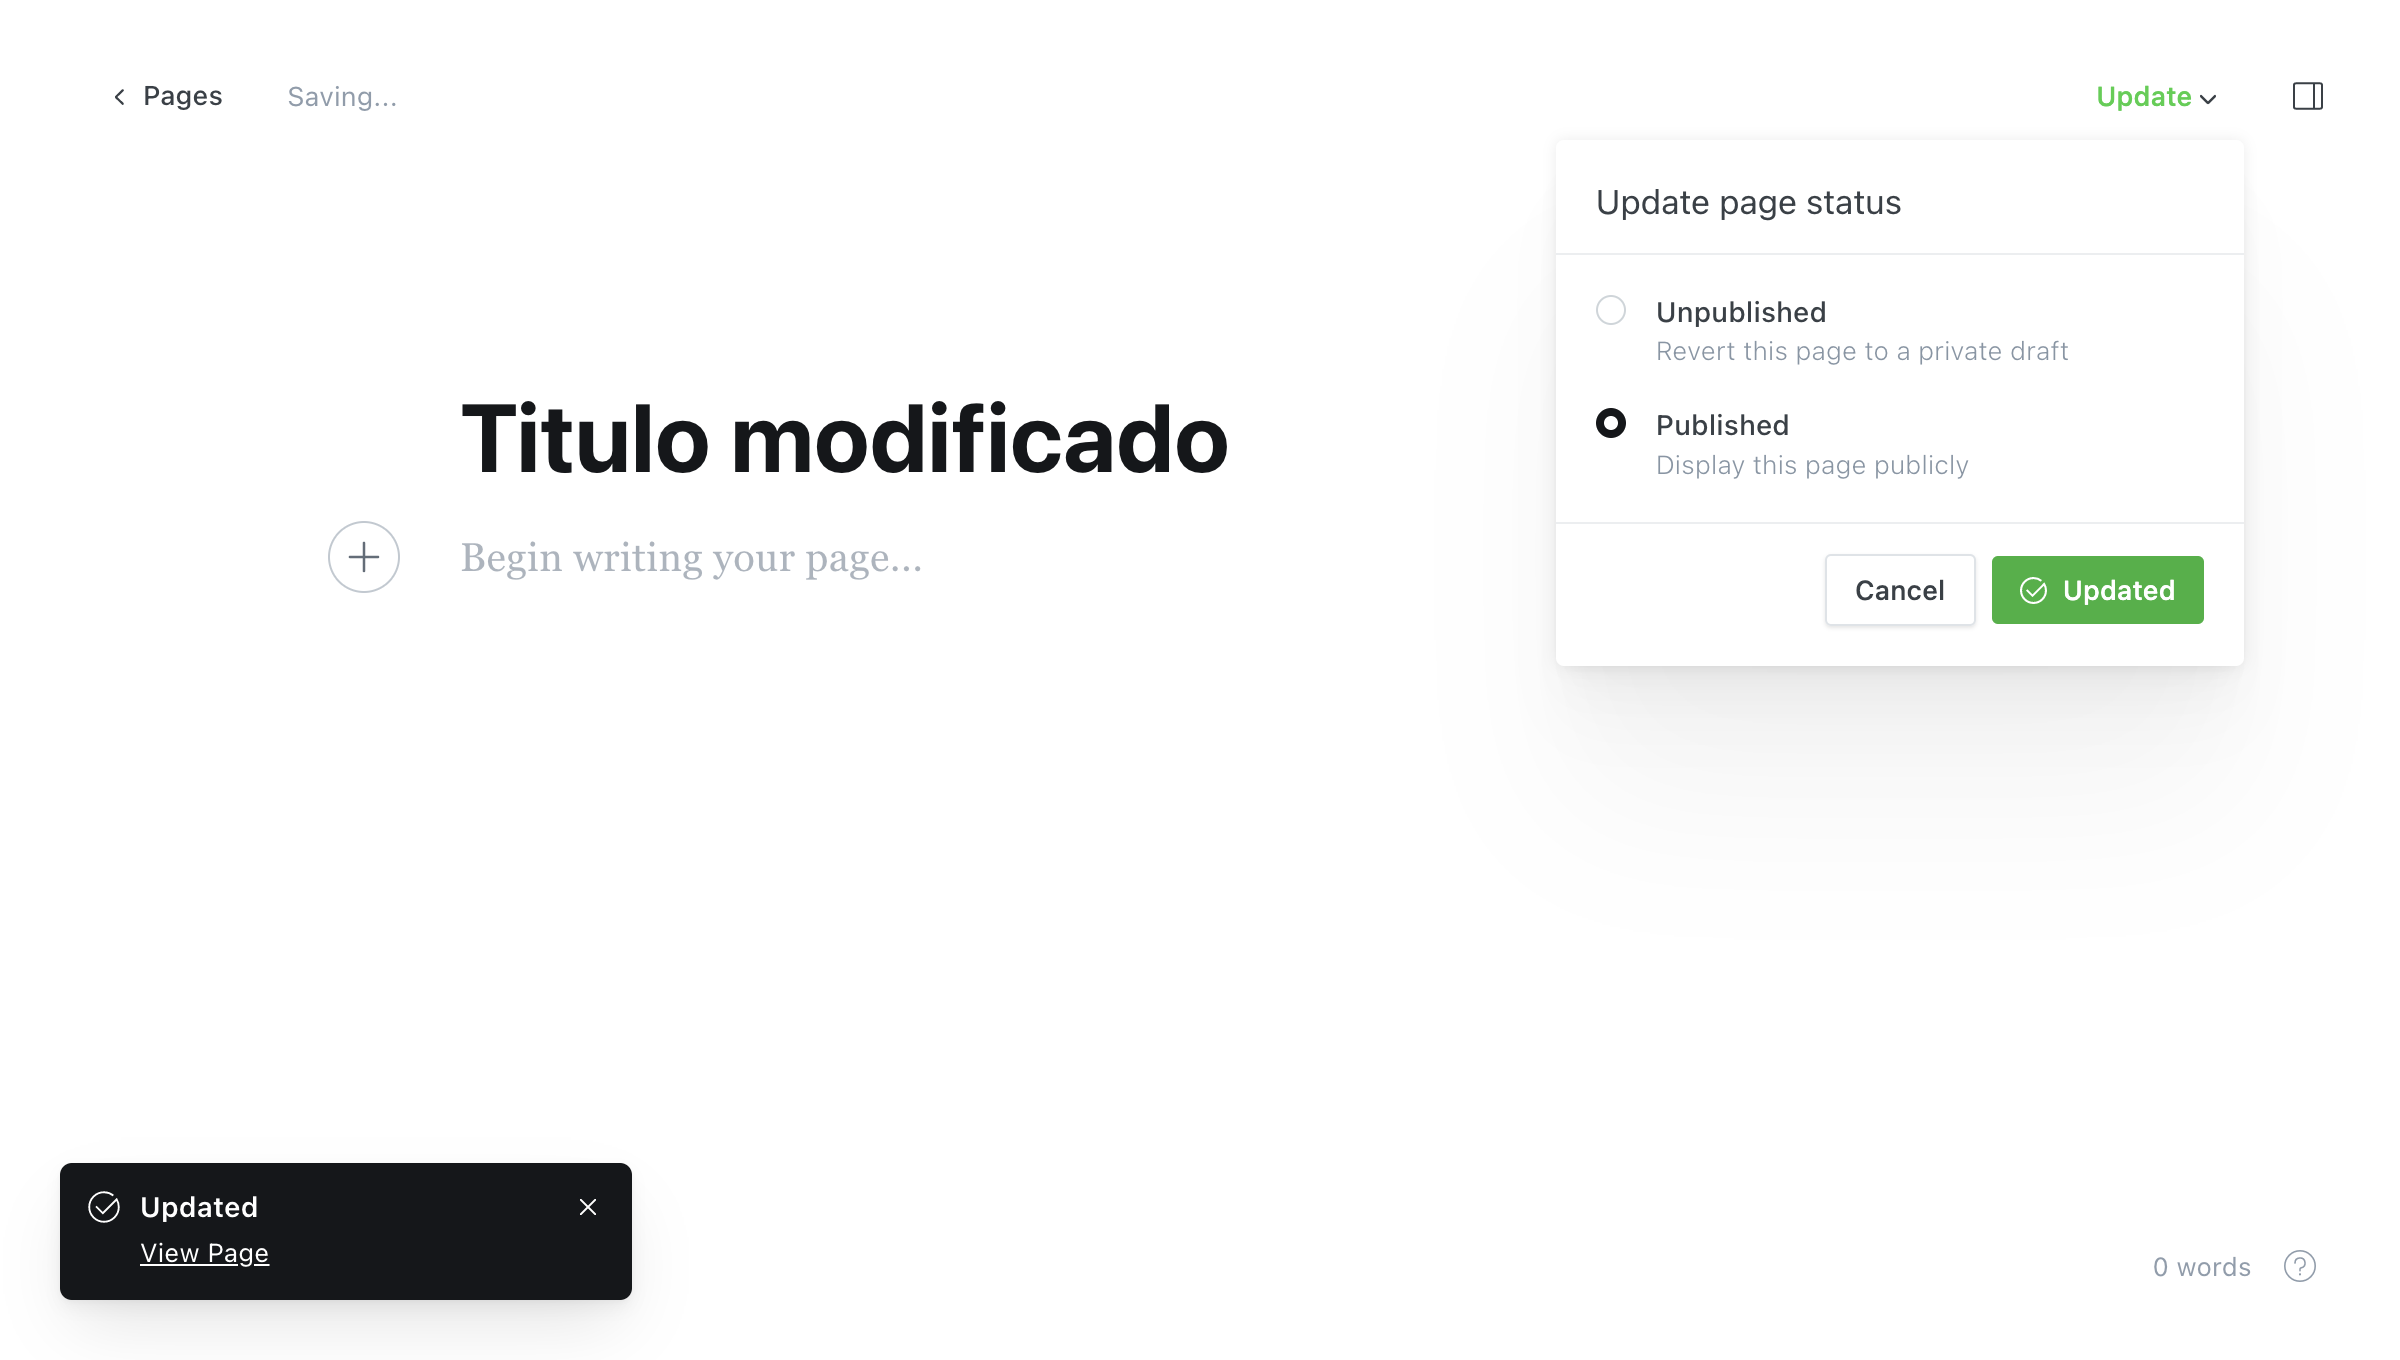 Pages
Saving...
Update
Update page status
Unpublished
Revert this page to a private draft
Published
Display this page publicly
Cancel
Updated
Titulo modificado
Begin writing your page...
Updated
View Page
0 words
?